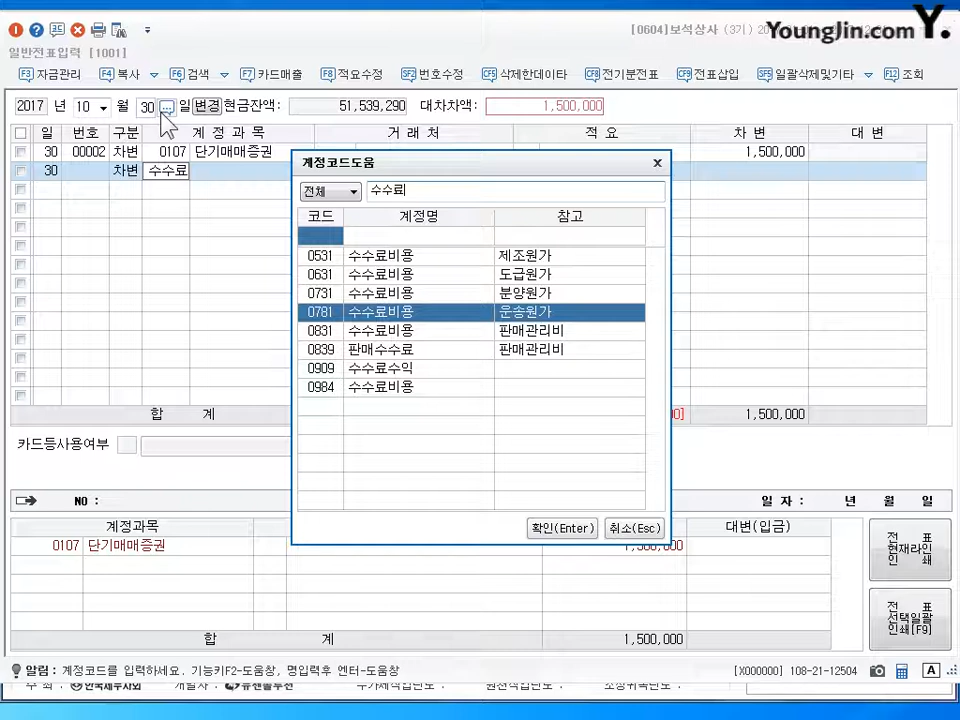 [0604]보석상사 (3기)
YoungJin.com Y.
일반전표입력 [1001]
F3 자금관리 F4 복사 F6 검색 F7 카드매출 F8 적요수정 SF2 번호수정 CF5 삭제한데이타 CF8 전기분전표 CF9 전표삽입 SF5 일괄삭제및기타 F12 조회
2017 년 10 월 30 ... 일 변경 현금잔액: 51,539,290 대차차액: 1,500,000
일 번호 구분 계 정 과 목 거 래 처 적 요 차 변 대 변
30 00002 차변 0107 단기매매증권 1,500,000
30 차변 수수료
계정코드도움 x
전체 수수료
코드 계정명 참고
0531 수수료비용 제조원가
0631 수수료비용 도급원가
0731 수수료비용 분양원가
0781 수수료비용 운송원가
0831 수수료비용 판매관리비
0839 판매수수료 판매관리비
0909 수수료수익
0984 수수료비용
확인(Enter) 취소(Esc)
합 계 1,500,000
카드등사용여부
NO : 일 자 : 년 월 일
계정과목 대변(입금)
0107 단기매매증권 1,500,000
합 계 1,500,000
전 표
현재라인
인 쇄
전 표
선택일괄
인쇄[F9]
알림: 계정코드를 입력하세요. 기능키F2-도움창, 명입력후 엔터-도움창 [X000000] 108-21-12504 A